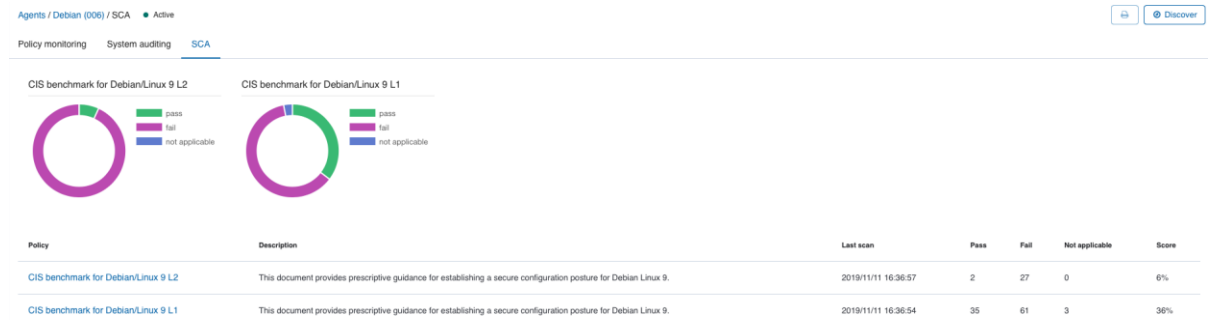 Agents / Debian (006) / SCA Active Discover
Policy monitoring System auditing SCA
CIS benchmark for Debian/Linux 9 L2 CIS benchmark for Debian/Linux 9 L1
pass pass
fail fail
not applicable not applicable
Policy Description Last scan Pass Fail Not applicable Score
CIS benchmark for Debian/Linux 9 L2 This document provides prescriptive guidance for establishing a secure configuration posture for Debian Linux 9. 2019/11/11 16:36:57 2 27 0 6%
CIS benchmark for Debian/Linux 9 L1 This document provides prescriptive guidance for establishing a secure configuration posture for Debian Linux 9. 2019/11/11 16:36:54 35 61 3 36%